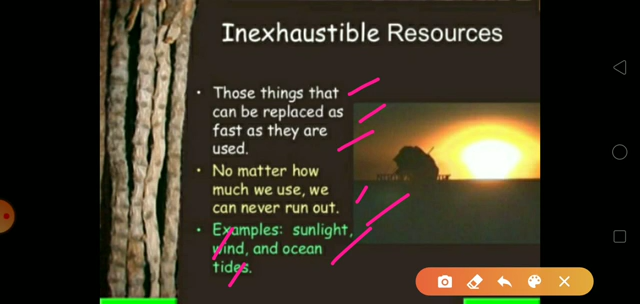 Inexhaustible Resources
• Those things that
can be replaced as
fast as they are
used.
• No matter how
much we use, we
can never run out.
• Examples: sunlight,
wind, and ocean
tides.